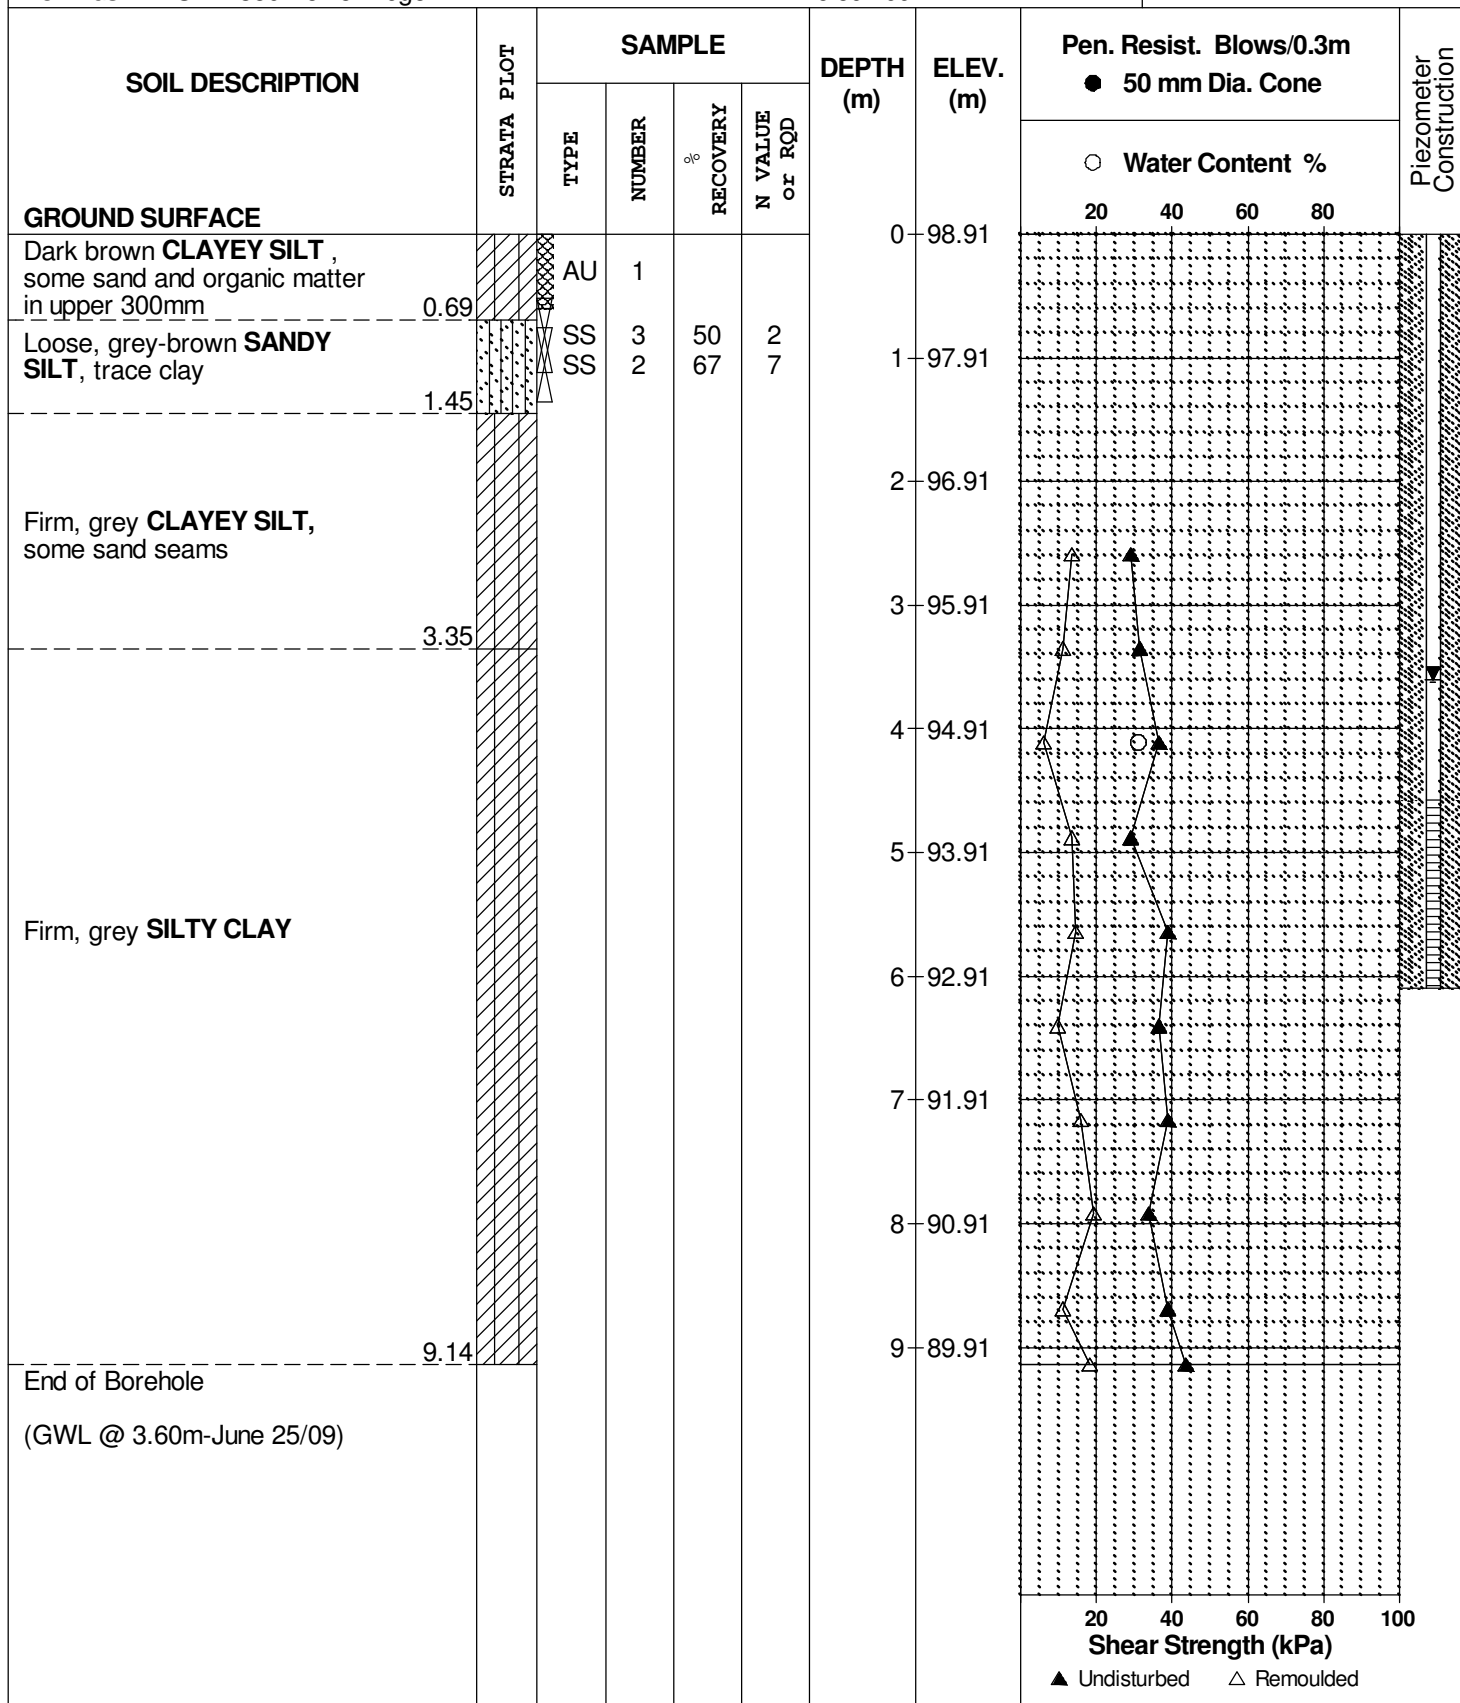 SOIL DESCRIPTION
GROUND SURFACE
STRATA PLOT
SAMPLE
TYPE
NUMBER
%
RECOVERY
N VALUE
or RQD
DEPTH
(m)
ELEV.
(m)
Pen. Resist. Blows/0.3m
● 50 mm Dia. Cone
○ Water Content %
20 40 60 80
Piezometer
Construction
Dark brown CLAYEY SILT ,
some sand and organic matter
in upper 300mm
0.69
AU 1
0 98.91
Loose, grey-brown SANDY
SILT, trace clay
1.45
SS 3 50 2
SS 2 67 7
1 97.91
2 96.91
Firm, grey CLAYEY SILT,
some sand seams
3.35
3 95.91
4 94.91
5 93.91
Firm, grey SILTY CLAY
9.14
6 92.91
7 91.91
8 90.91
9 89.91
End of Borehole
(GWL @ 3.60m-June 25/09)
20 40 60 80 100
Shear Strength (kPa)
▲ Undisturbed △ Remoulded